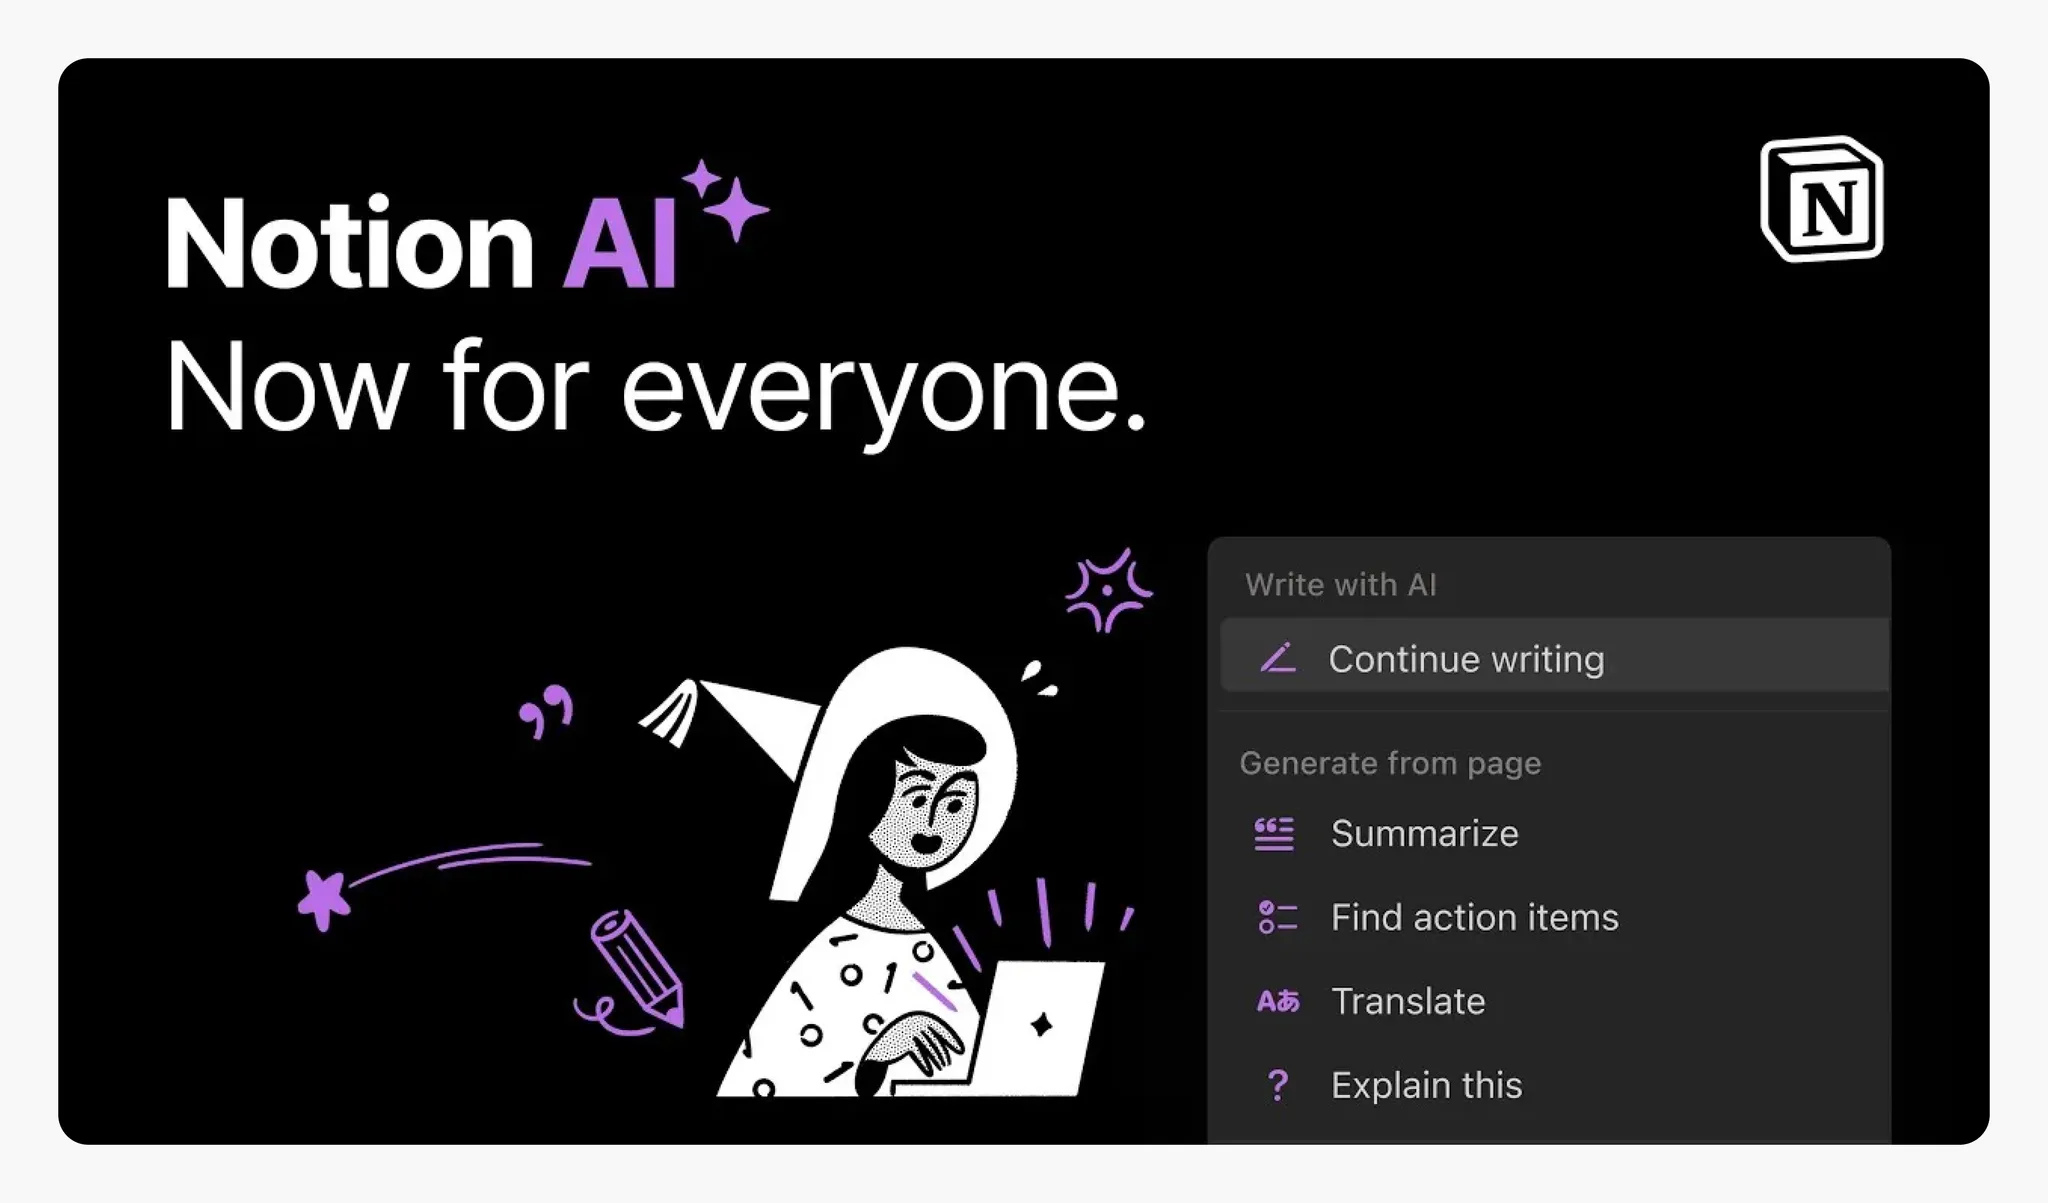 Notion AI
Now for everyone.
N
Write with AI
Continue writing
Generate from page
Summarize
Find action items
Aあ Translate
? Explain this